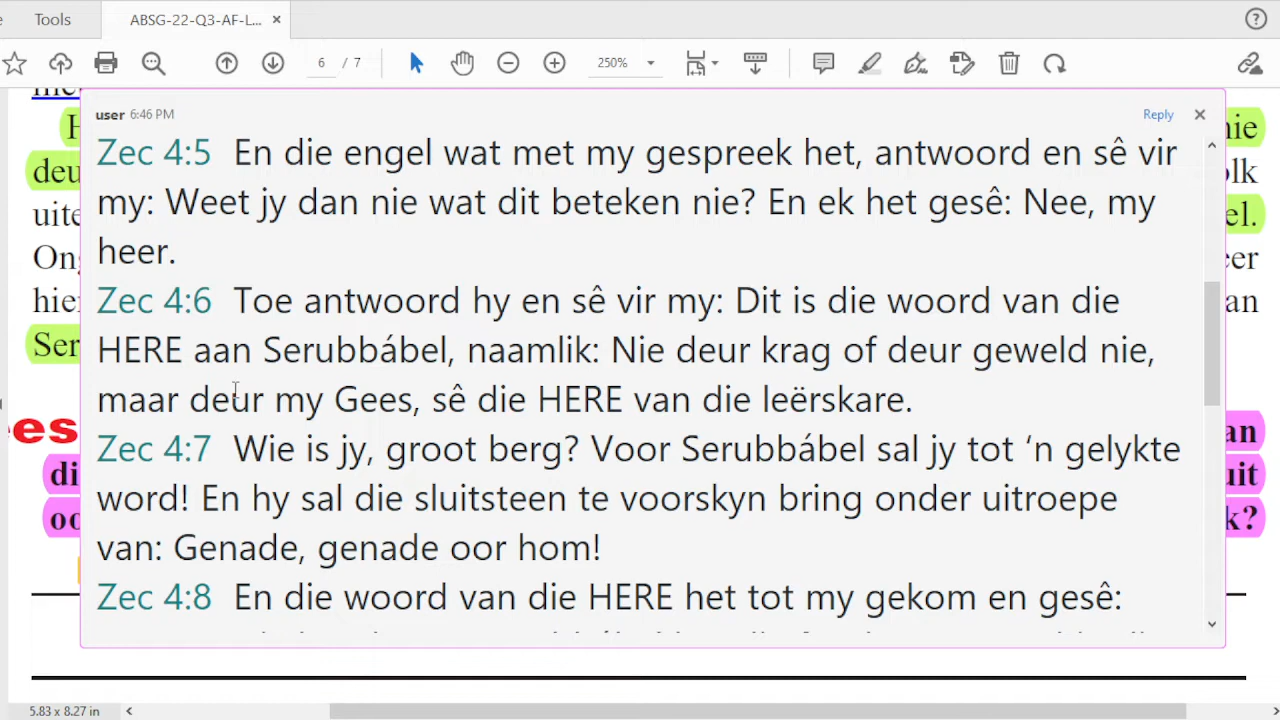 Tools ABSG-22-Q3-AF-L... ×
6 / 7 250%
user 6:46 PM Reply
Zec 4:5 En die engel wat met my gespreek het, antwoord en sê vir
my: Weet jy dan nie wat dit beteken nie? En ek het gesê: Nee, my
heer.
Zec 4:6 Toe antwoord hy en sê vir my: Dit is die woord van die
HERE aan Serubbábel, naamlik: Nie deur krag of deur geweld nie,
maar deur my Gees, sê die HERE van die leërskare.
Zec 4:7 Wie is jy, groot berg? Voor Serubbábel sal jy tot ‘n gelykte
word! En hy sal die sluitsteen te voorskyn bring onder uitroepe
van: Genade, genade oor hom!
Zec 4:8 En die woord van die HERE het tot my gekom en gesê:
5.83 x 8.27 in